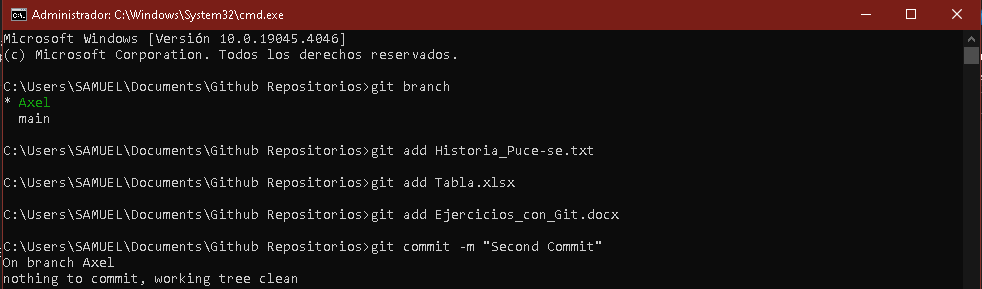 Administrador: C:\Windows\System32\cmd.exe
Microsoft Windows [Versión 10.0.19045.4046]
(c) Microsoft Corporation. Todos los derechos reservados.
C:\Users\SAMUEL\Documents\Github Repositorios>git branch
* Axel
  main
C:\Users\SAMUEL\Documents\Github Repositorios>git add Historia_Puce-se.txt
C:\Users\SAMUEL\Documents\Github Repositorios>git add Tabla.xlsx
C:\Users\SAMUEL\Documents\Github Repositorios>git add Ejercicios_con_Git.docx
C:\Users\SAMUEL\Documents\Github Repositorios>git commit -m "Second Commit"
On branch Axel
nothing to commit, working tree clean